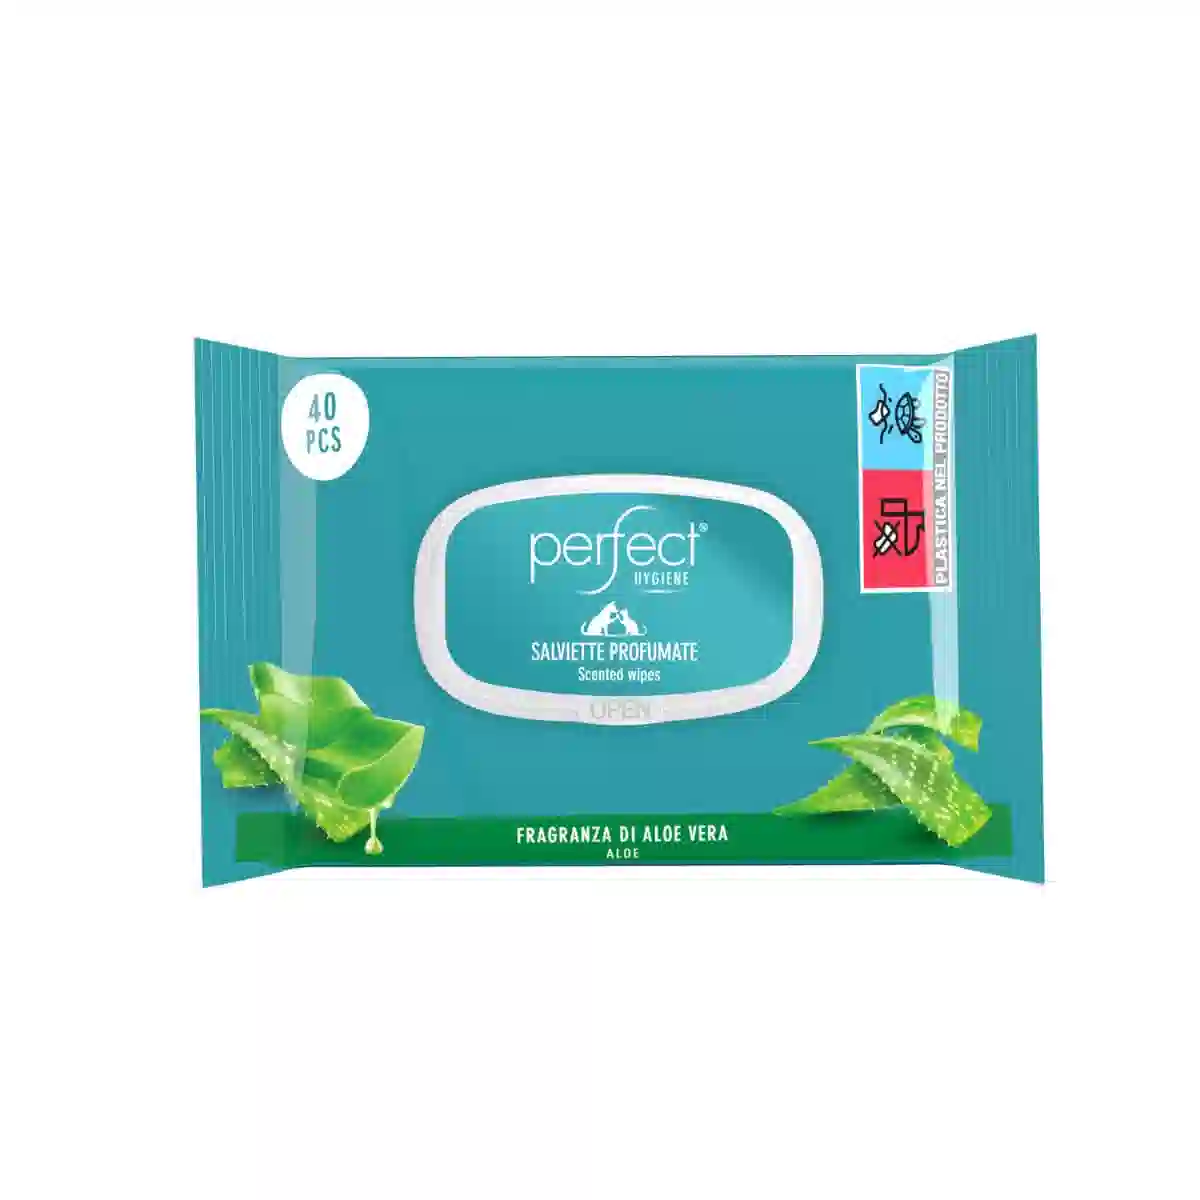 40
PCS
PLASTICA NEL PRODOTTO
perfect®
HYGIENE
SALVIETTE PROFUMATE
Scented wipes
OPEN
FRAGRANZA DI ALOE VERA
ALOE